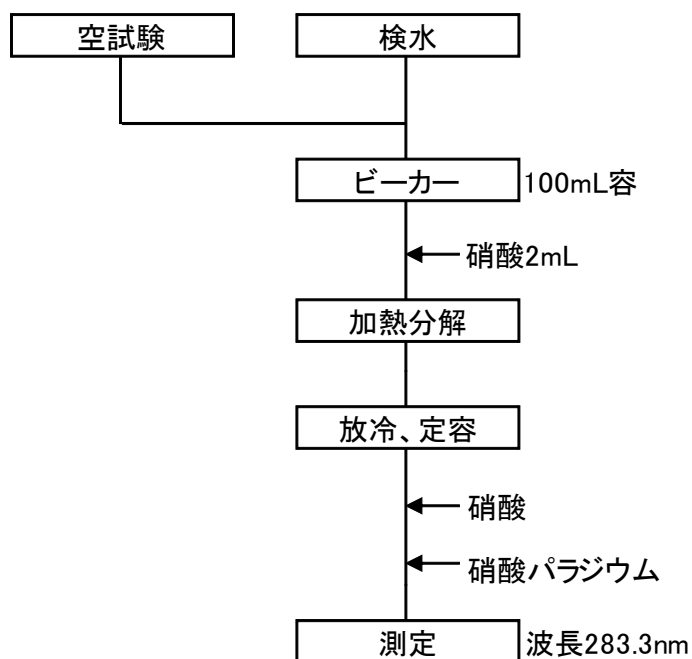 空試験
検水
ビーカー
100mL容
硝酸2mL
加熱分解
放冷、定容
硝酸
硝酸パラジウム
測定
波長283.3nm